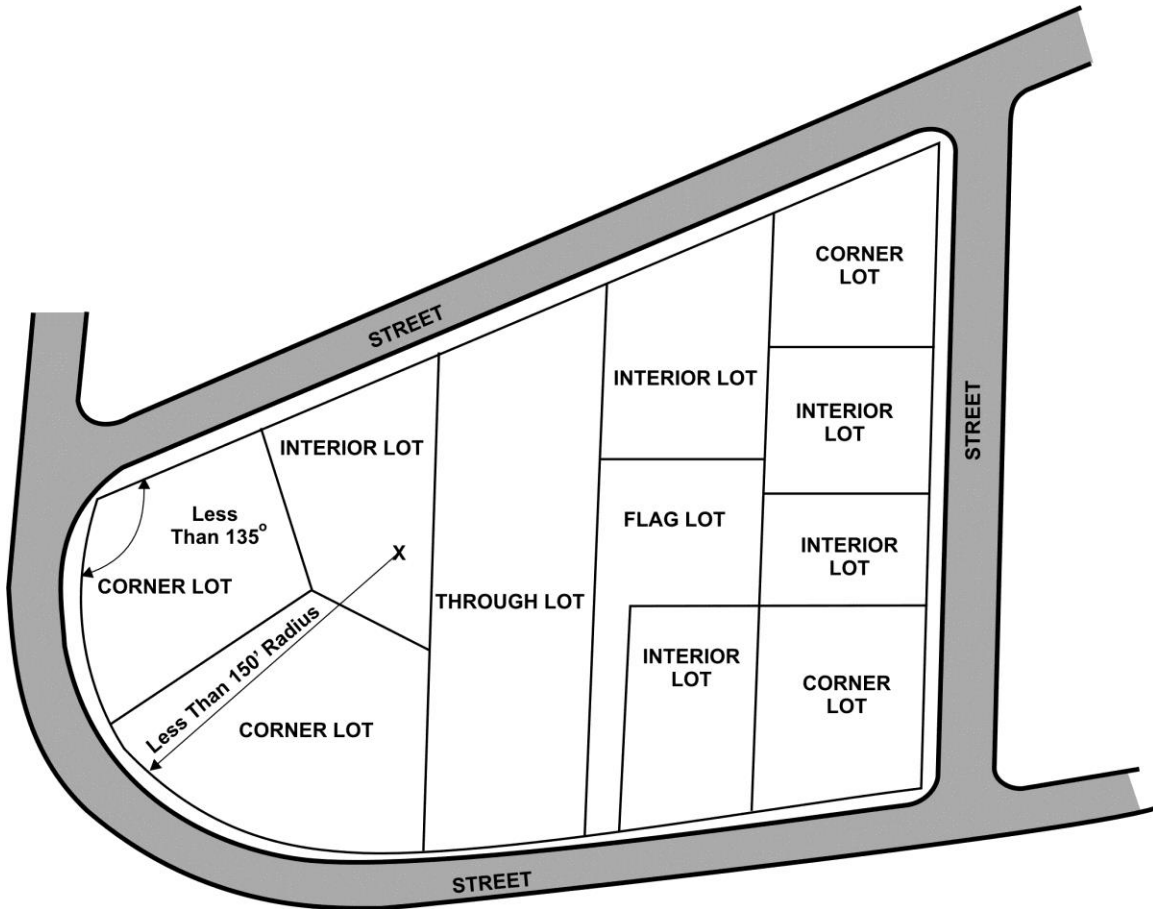 CORNER
LOT
STREET
INTERIOR LOT
INTERIOR
LOT
STREET
INTERIOR LOT
Less
Than 135°
FLAG LOT
INTERIOR
LOT
X
CORNER LOT
THROUGH LOT
Less Than 150' Radius
INTERIOR
LOT
CORNER
LOT
CORNER LOT
STREET